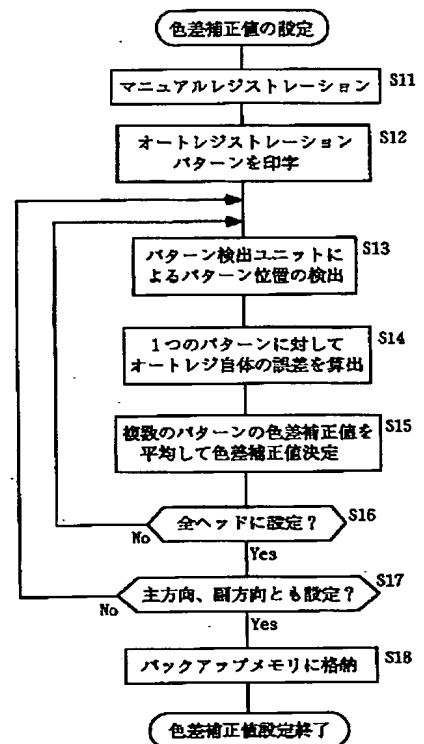 色差補正値の設定
マニュアルレジストレーション
S11
オートレジストレーション
パターンを印字
S12
パターン検出ユニットに
よるパターン位置の検出
S13
1つのパターンに対して
オートレジ自体の誤差を算出
S14
複数のパターンの色差補正値を
平均して色差補正値決定
S15
全ヘッドに設定？
S16
No
Yes
主方向、副方向とも設定？
S17
No
Yes
バックアップメモリに格納
S18
色差補正値設定終了